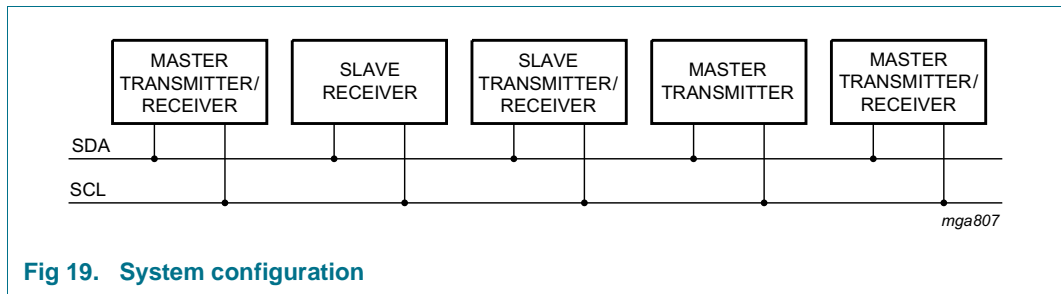 MASTER
TRANSMITTER/
RECEIVER
SLAVE
RECEIVER
SLAVE
TRANSMITTER/
RECEIVER
MASTER
TRANSMITTER
MASTER
TRANSMITTER/
RECEIVER
SDA
SCL
mga807
Fig 19. System configuration